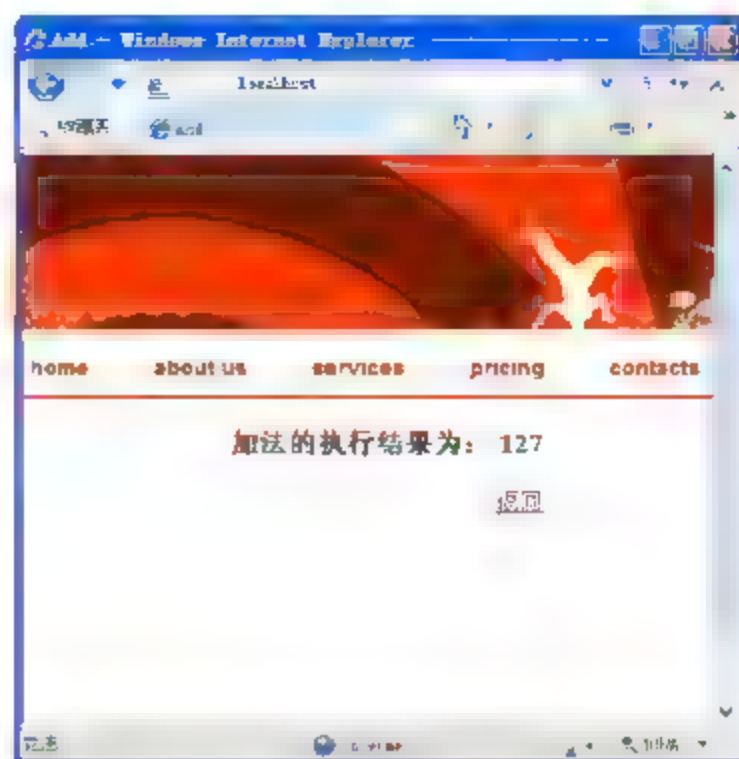 Add - Windows Internet Explorer
localhost
Add
home about us services pricing contacts
加法的执行结果为： 127
返回